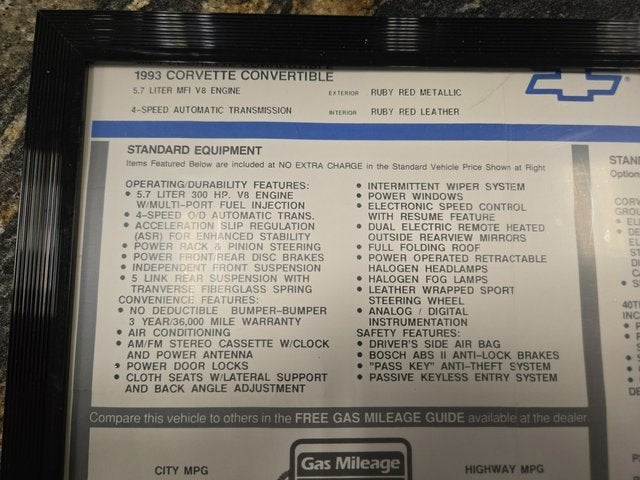 1993 CORVETTE CONVERTIBLE
5.7 LITER MFI V8 ENGINE EXTERIOR RUBY RED METALLIC
4-SPEED AUTOMATIC TRANSMISSION INTERIOR RUBY RED LEATHER
STANDARD EQUIPMENT
Items Featured Below are included at NO EXTRA CHARGE in the Standard Vehicle Price Shown at Right
OPERATING/DURABILITY FEATURES:
• 5.7 LITER 300 HP. V8 ENGINE
W/MULTI-PORT FUEL INJECTION
• 4-SPEED O/D AUTOMATIC TRANS.
• ACCELERATION SLIP REGULATION
(ASR) FOR ENHANCED STABILITY
• POWER RACK & PINION STEERING
• POWER FRONT/REAR DISC BRAKES
• INDEPENDENT FRONT SUSPENSION
• 5 LINK REAR SUSPENSION WITH
TRANVERSE FIBERGLASS SPRING
CONVENIENCE FEATURES:
• NO DEDUCTIBLE BUMPER-BUMPER
3 YEAR/36,000 MILE WARRANTY
• AIR CONDITIONING
• AM/FM STEREO CASSETTE W/CLOCK
AND POWER ANTENNA
• POWER DOOR LOCKS
• CLOTH SEATS W/LATERAL SUPPORT
AND BACK ANGLE ADJUSTMENT
• INTERMITTENT WIPER SYSTEM
• POWER WINDOWS
• ELECTRONIC SPEED CONTROL
WITH RESUME FEATURE
• DUAL ELECTRIC REMOTE HEATED
OUTSIDE REARVIEW MIRRORS
• FULL FOLDING ROOF
• POWER OPERATED RETRACTABLE
HALOGEN HEADLAMPS
• HALOGEN FOG LAMPS
• LEATHER WRAPPED SPORT
STEERING WHEEL
• ANALOG / DIGITAL
INSTRUMENTATION
SAFETY FEATURES:
• DRIVER'S SIDE AIR BAG
• BOSCH ABS II ANTI-LOCK BRAKES
• "PASS KEY" ANTI-THEFT SYSTEM
• PASSIVE KEYLESS ENTRY SYSTEM
Compare this vehicle to others in the FREE GAS MILEAGE GUIDE available at the dealer.
CITY MPG
Gas Mileage
HIGHWAY MPG